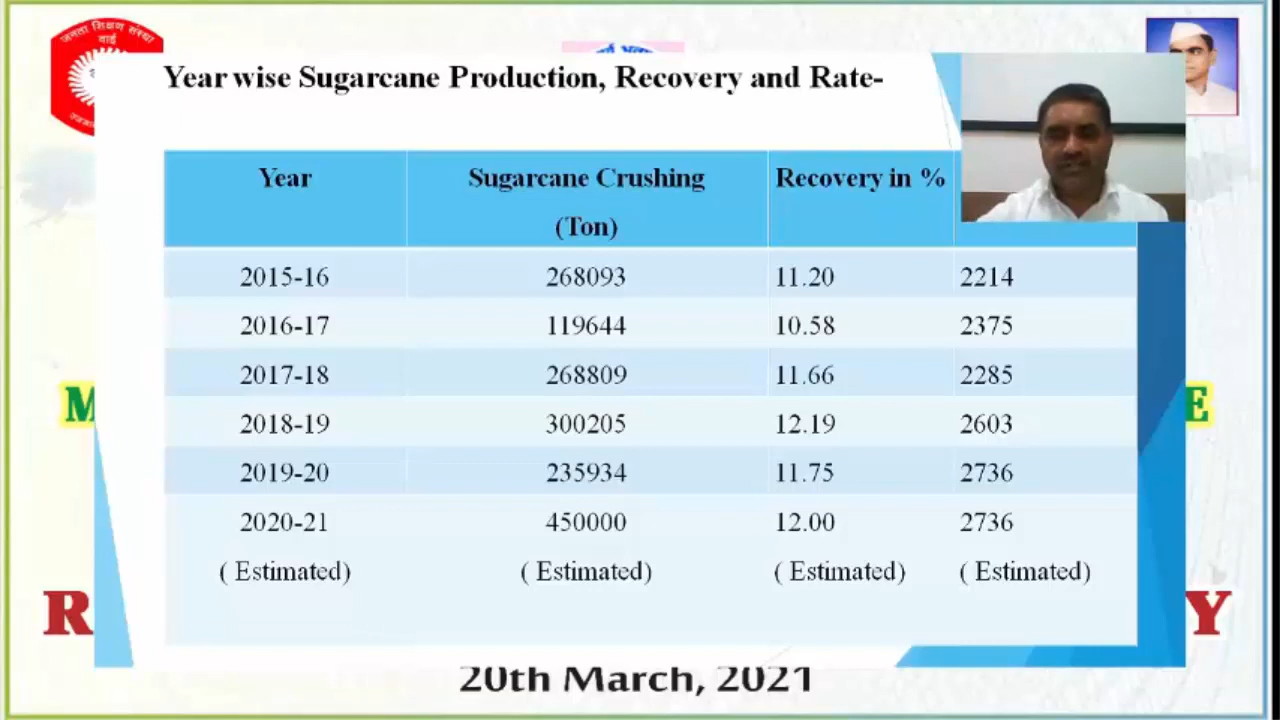 जनता शिक्षण संस्था
वाई
Year wise Sugarcane Production, Recovery and Rate-
Year Sugarcane Crushing (Ton) Recovery in %
2015-16 268093 11.20 2214
2016-17 119644 10.58 2375
2017-18 268809 11.66 2285
2018-19 300205 12.19 2603
2019-20 235934 11.75 2736
2020-21 450000 12.00 2736
( Estimated) ( Estimated) ( Estimated) ( Estimated)
M E
R Y
20th March, 2021